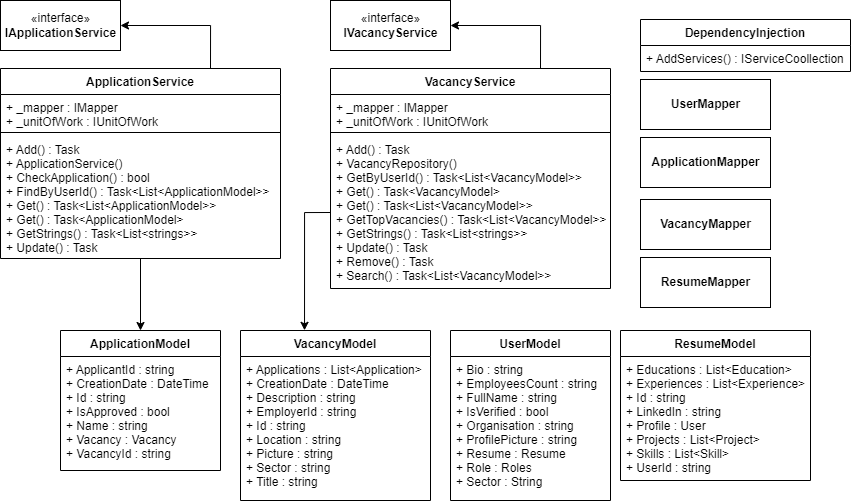 «interface»
IApplicationService
«interface»
IVacancyService
DependencyInjection
+ AddServices() : IServiceCoollection
ApplicationService
+ _mapper : IMapper
+ _unitOfWork : IUnitOfWork
+ Add() : Task
+ ApplicationService()
+ CheckApplication() : bool
+ FindByUserId() : Task<List<ApplicationModel>>
+ Get() : Task<List<ApplicationModel>>
+ Get() : Task<ApplicationModel>
+ GetStrings() : Task<List<strings>>
+ Update() : Task
VacancyService
+ _mapper : IMapper
+ _unitOfWork : IUnitOfWork
+ Add() : Task
+ VacancyRepository()
+ GetByUserId() : Task<List<VacancyModel>>
+ Get() : Task<VacancyModel>
+ Get() : Task<List<VacancyModel>>
+ GetTopVacancies() : Task<List<VacancyModel>>
+ GetStrings() : Task<List<strings>>
+ Update() : Task
+ Remove() : Task
+ Search() : Task<List<VacancyModel>>
UserMapper
ApplicationMapper
VacancyMapper
ResumeMapper
ApplicationModel
+ ApplicantId : string
+ CreationDate : DateTime
+ Id : string
+ IsApproved : bool
+ Name : string
+ Vacancy : Vacancy
+ VacancyId : string
VacancyModel
+ Applications : List<Application>
+ CreationDate : DateTime
+ Description : string
+ EmployerId : string
+ Id : string
+ Location : string
+ Picture : string
+ Sector : string
+ Title : string
UserModel
+ Bio : string
+ EmployeesCount : string
+ FullName : string
+ IsVerified : bool
+ Organisation : string
+ ProfilePicture : string
+ Resume : Resume
+ Role : Roles
+ Sector : String
ResumeModel
+ Educations : List<Education>
+ Experiences : List<Experience>
+ Id : string
+ LinkedIn : string
+ Profile : User
+ Projects : List<Project>
+ Skills : List<Skill>
+ UserId : string